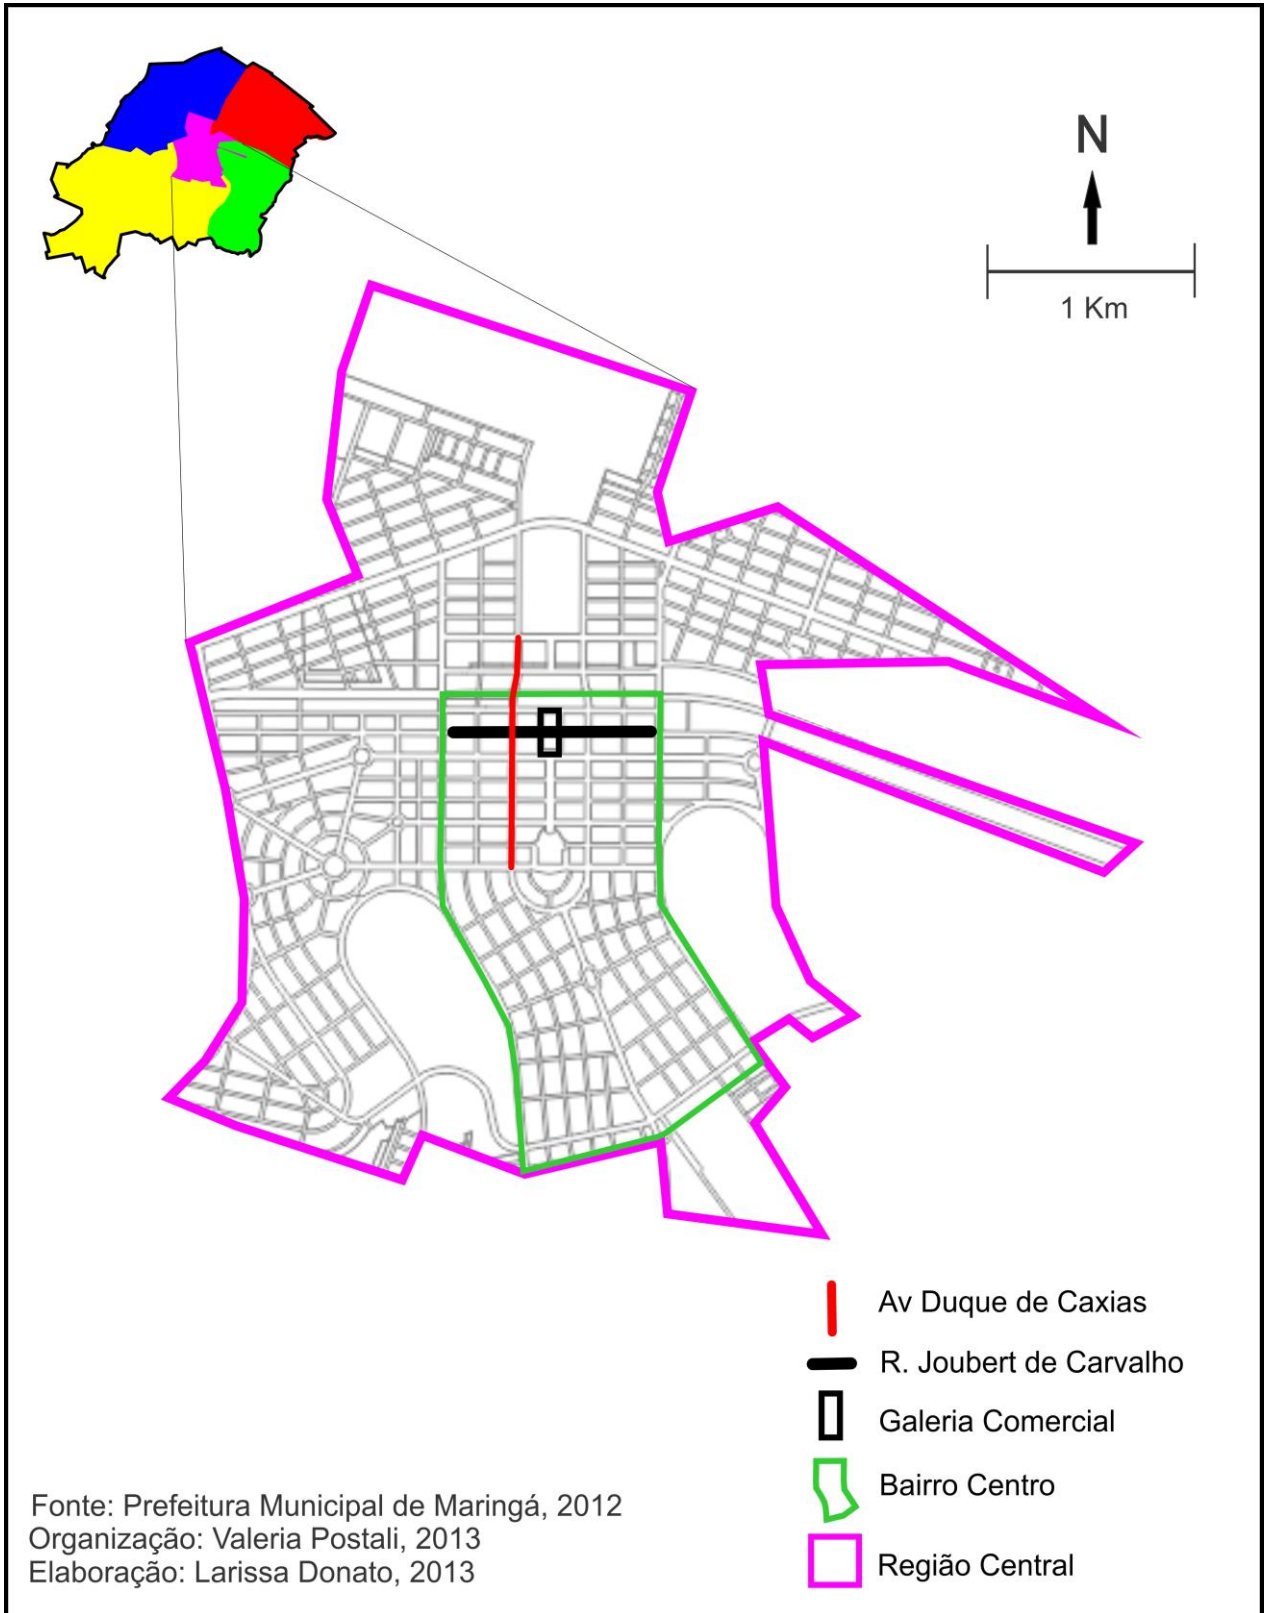 N
1 Km
Av Duque de Caxias
R. Joubert de Carvalho
Galeria Comercial
Bairro Centro
Região Central
Fonte: Prefeitura Municipal de Maringá, 2012
Organização: Valeria Postali, 2013
Elaboração: Larissa Donato, 2013